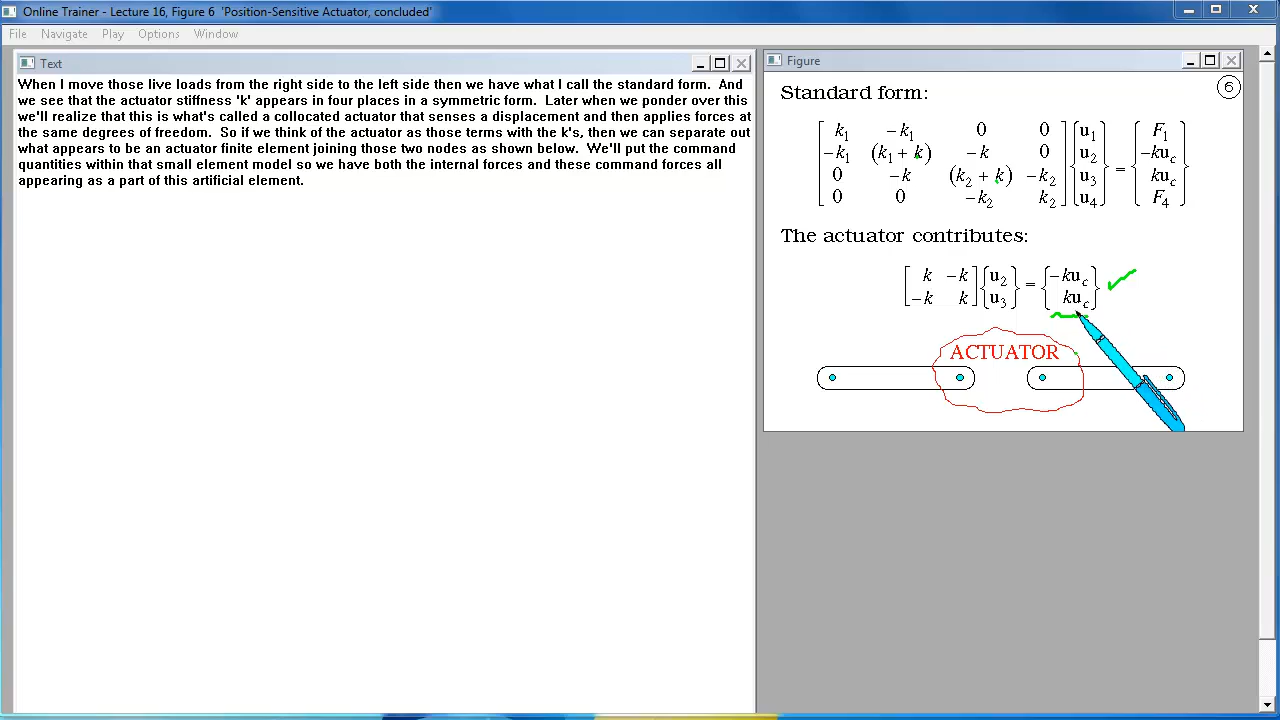 Online Trainer - Lecture 16, Figure 6 'Position-Sensitive Actuator, concluded'
File Navigate Play Options Window
Text
When I move those live loads from the right side to the left side then we have what I call the standard form. And
we see that the actuator stiffness 'k' appears in four places in a symmetric form. Later when we ponder over this
we'll realize that this is what's called a collocated actuator that senses a displacement and then applies forces at
the same degrees of freedom. So if we think of the actuator as those terms with the k's, then we can separate out
what appears to be an actuator finite element joining those two nodes as shown below. We'll put the command
quantities within that small element model so we have both the internal forces and these command forces all
appearing as a part of this artificial element.
Figure
6
Standard form:
k₁ −k₁ 0 0 u₁ F₁
−k₁ (k₁ + k) −k 0 u₂ −ku_c
0 −k (k₂ + k) −k₂ u₃ = ku_c
0 0 −k₂ k₂ u₄ F₄
The actuator contributes:
k −k u₂ = −ku_c
−k k u₃ ku_c
ACTUATOR